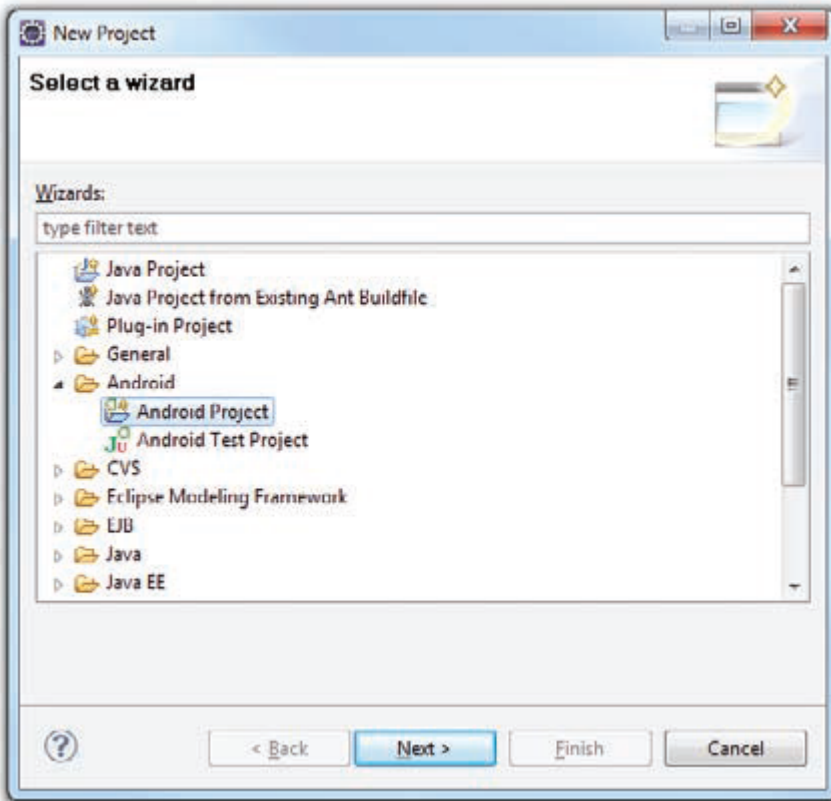 New Project
Select a wizard
Wizards:
type filter text
Java Project
Java Project from Existing Ant Buildfile
Plug-in Project
General
Android
Android Project
Android Test Project
CVS
Eclipse Modeling Framework
EJB
Java
Java EE
< Back Next > Finish Cancel